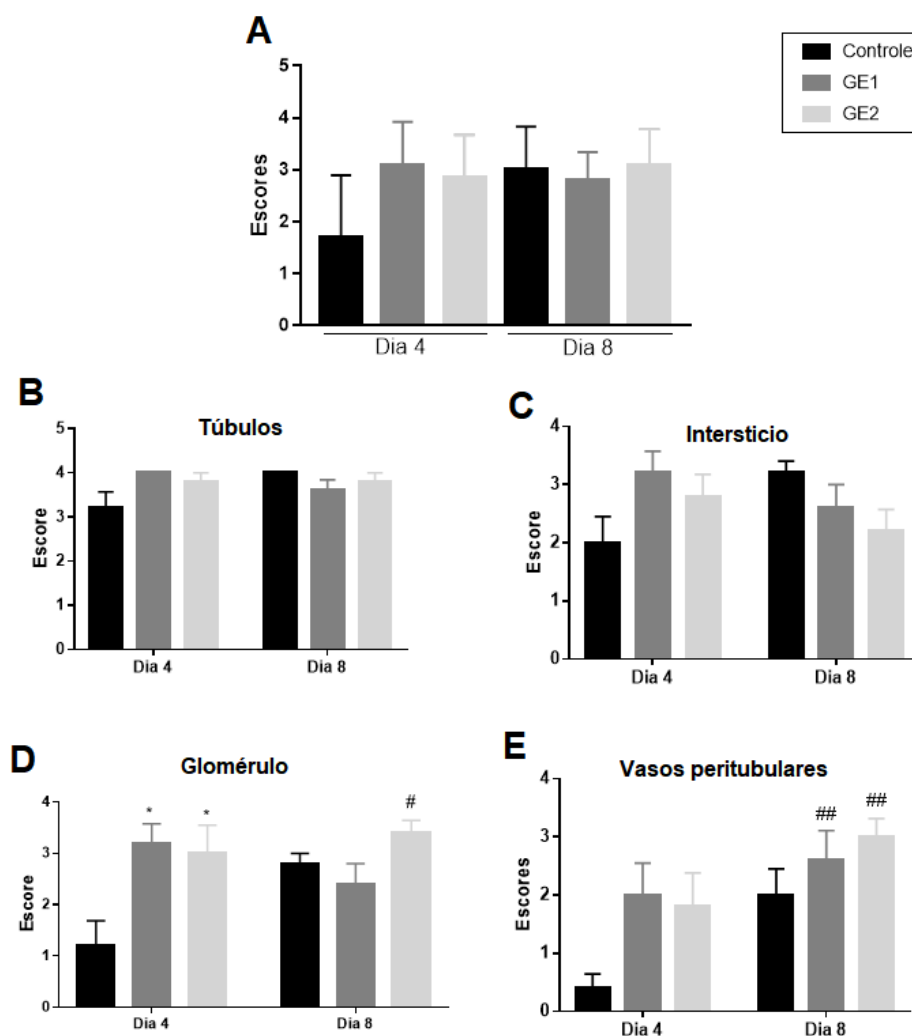 A
Controle
GE1
GE2
Escores
5
4
3
2
1
0
Dia 4
Dia 8
B
Túbulos
Escore
5
4
3
2
1
0
Dia 4
Dia 8
C
Intersticio
Escore
4
3
2
1
0
Dia 4
Dia 8
D
Glomérulo
Escore
4
3
2
1
0
*
*
#
Dia 4
Dia 8
E
Vasos peritubulares
Escores
4
3
2
1
0
##
##
Dia 4
Dia 8